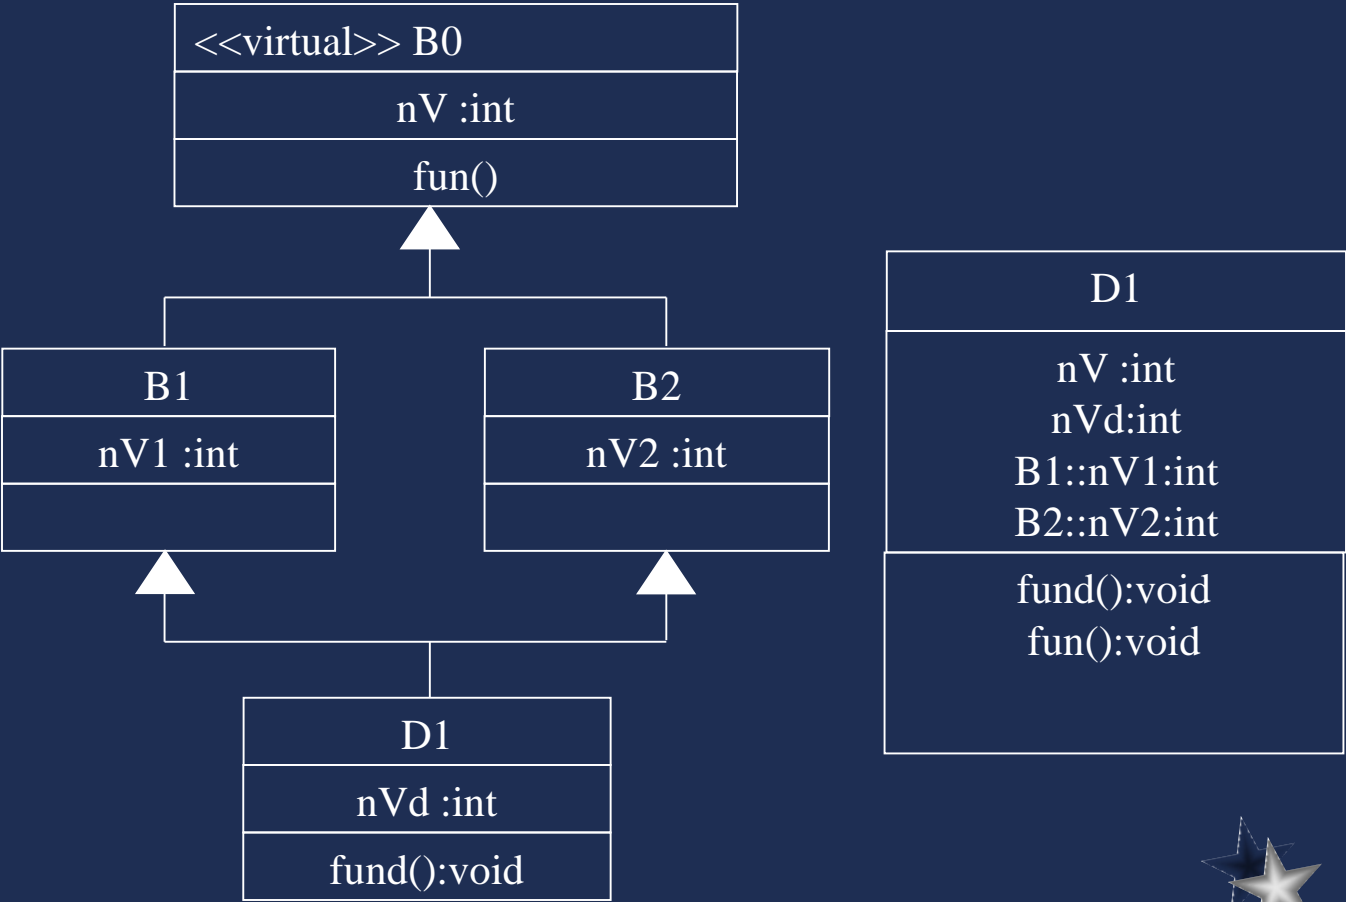 <<virtual>> B0
nV :int
fun()
B1
nV1 :int
B2
nV2 :int
D1
nVd :int
fund():void
D1
nV :int
nVd:int
B1::nV1:int
B2::nV2:int
fund():void
fun():void